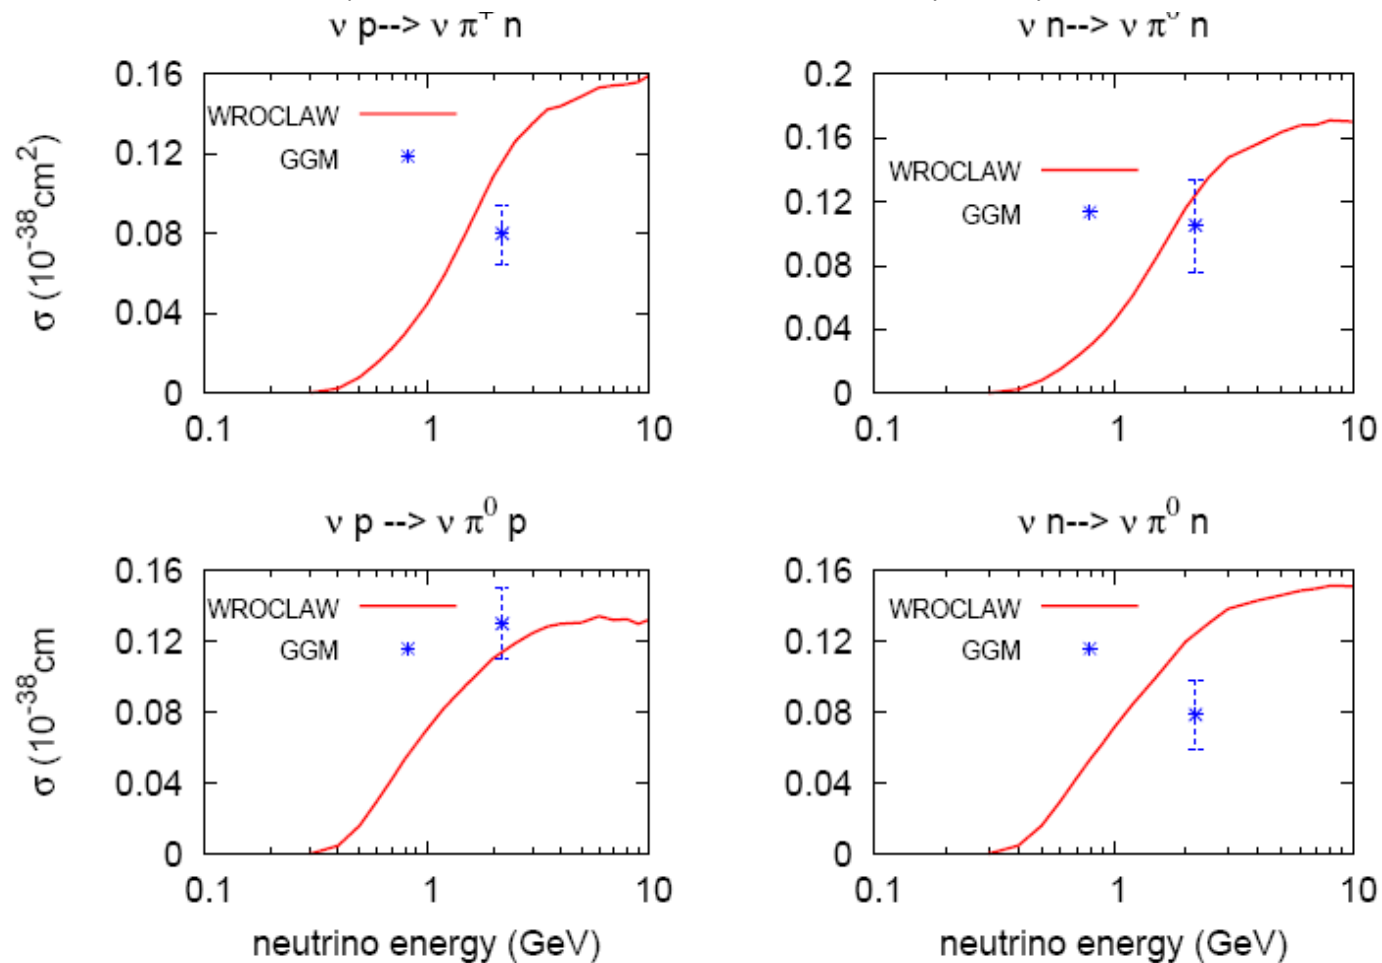 ν p--> ν π⁺ n
0.16
0.12
0.08
0.04
0
WROCLAW
GGM
σ (10⁻³⁸cm²)
0.1 1 10
ν n--> ν π⁰ n
0.2
0.16
0.12
0.08
0.04
0
WROCLAW
GGM
0.1 1 10
ν p --> ν π⁰ p
0.16
0.12
0.08
0.04
0
WROCLAW
GGM
σ (10⁻³⁸cm
0.1 1 10
neutrino energy (GeV)
ν n--> ν π⁰ n
0.16
0.12
0.08
0.04
0
WROCLAW
GGM
0.1 1 10
neutrino energy (GeV)